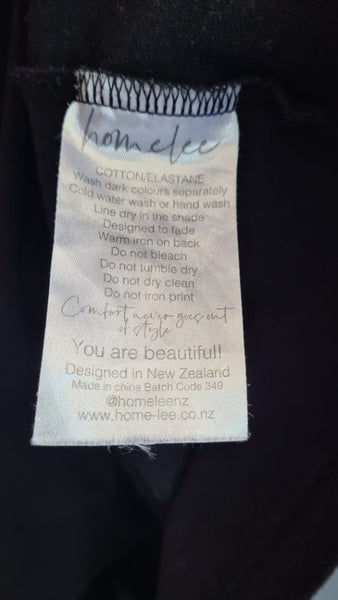 homelee
COTTON/ELASTANE
Wash dark colours separately
Cold water wash or hand wash
Line dry in the shade
Designed to fade
Warm iron on back
Do not bleach
Do not tumble dry
Do not dry clean
Do not iron print
Comfort never goes out
of style
You are beautiful!
Designed in New Zealand
Made in china Batch Code 349
@homeleenz
www.home-lee.co.nz